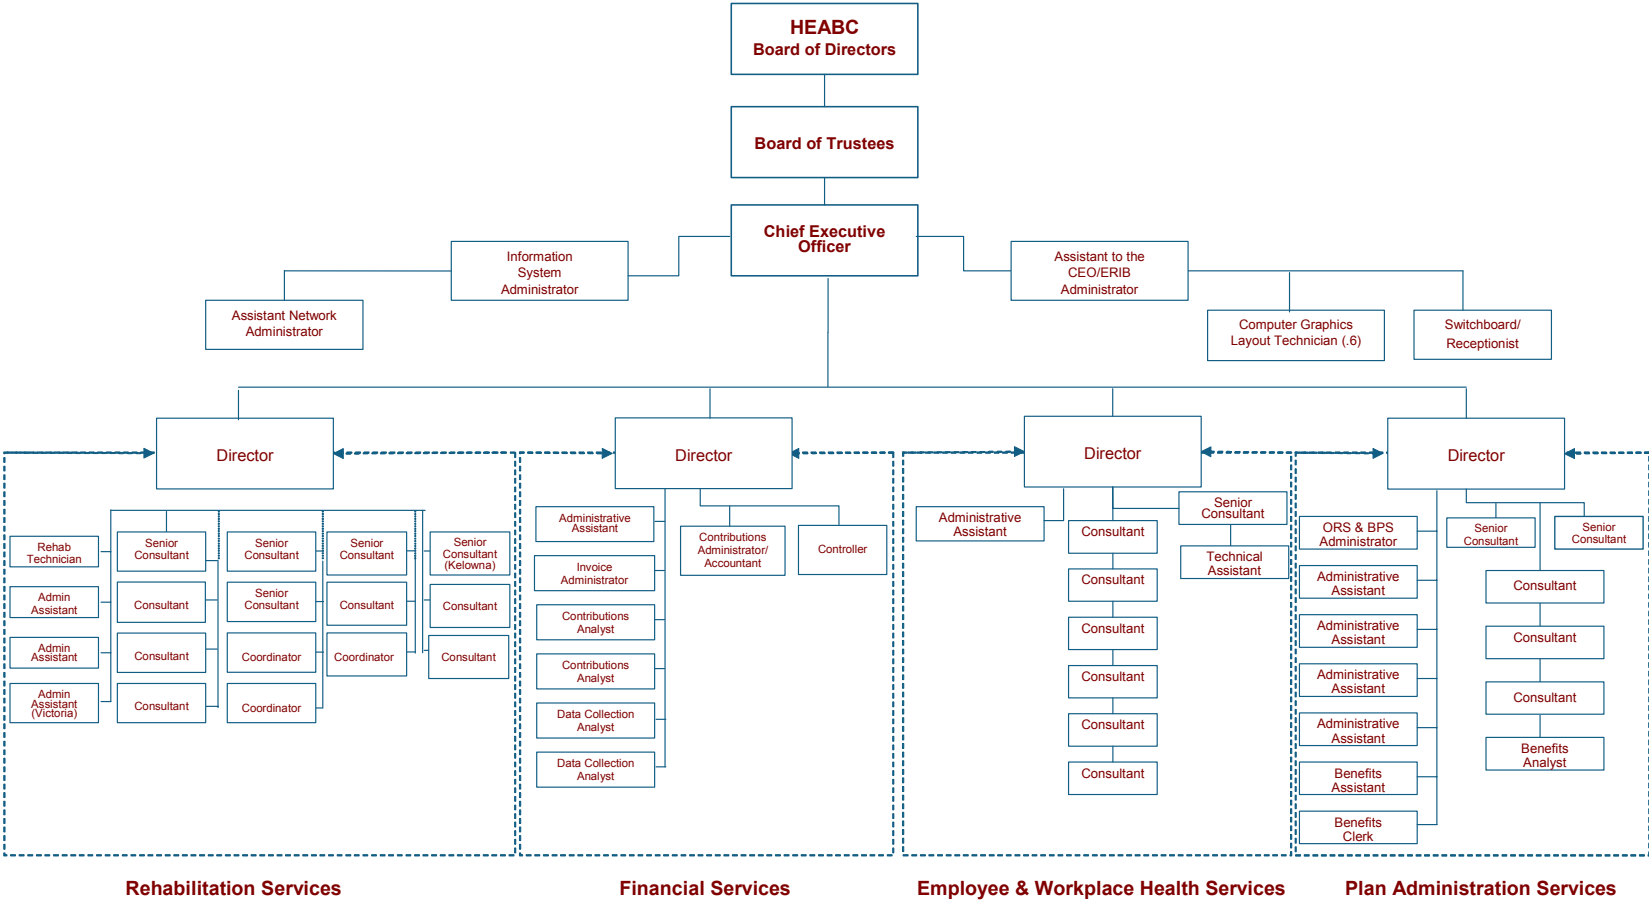 HEABC
Board of Directors
Board of Trustees
Chief Executive
Officer
Information
System
Administrator
Assistant to the
CEO/ERIB
Administrator
Assistant Network
Administrator
Computer Graphics
Layout Technician (.6)
Switchboard/
Receptionist
Director
Director
Director
Director
Rehab
Technician
Admin
Assistant
Admin
Assistant
Admin
Assistant
(Victoria)
Senior
Consultant
Consultant
Consultant
Consultant
Senior
Consultant
Senior
Consultant
Coordinator
Coordinator
Senior
Consultant
Consultant
Coordinator
Senior
Consultant
(Kelowna)
Consultant
Consultant
Administrative
Assistant
Invoice
Administrator
Contributions
Analyst
Contributions
Analyst
Data Collection
Analyst
Data Collection
Analyst
Contributions
Administrator/
Accountant
Controller
Administrative
Assistant
Consultant
Consultant
Consultant
Consultant
Consultant
Consultant
Senior
Consultant
Technical
Assistant
ORS & BPS
Administrator
Administrative
Assistant
Administrative
Assistant
Administrative
Assistant
Administrative
Assistant
Benefits
Assistant
Benefits
Clerk
Senior
Consultant
Senior
Consultant
Consultant
Consultant
Consultant
Benefits
Analyst
Rehabilitation Services
Financial Services
Employee & Workplace Health Services
Plan Administration Services